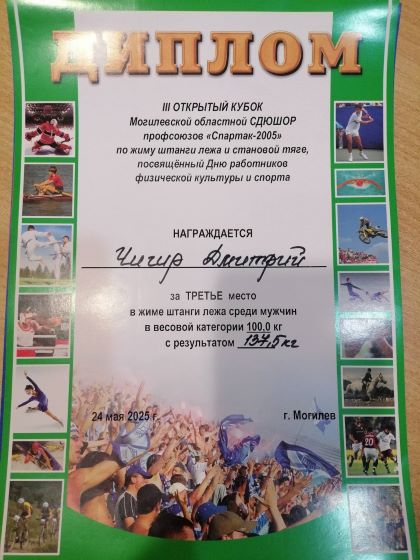 ДИПЛОМ
III ОТКРЫТЫЙ КУБОК
Могилевской областной СДЮШОР
профсоюзов «Спартак-2005»
по жиму штанги лежа и становой тяге,
посвящённый Дню работников
физической культуры и спорта
НАГРАЖДАЕТСЯ
Чигир Дмитрий
за ТРЕТЬЕ место
в жиме штанги лежа среди мужчин
в весовой категории 100.0 кг
с результатом 137,5 кг
24 мая 2025 г. г. Могилев
20